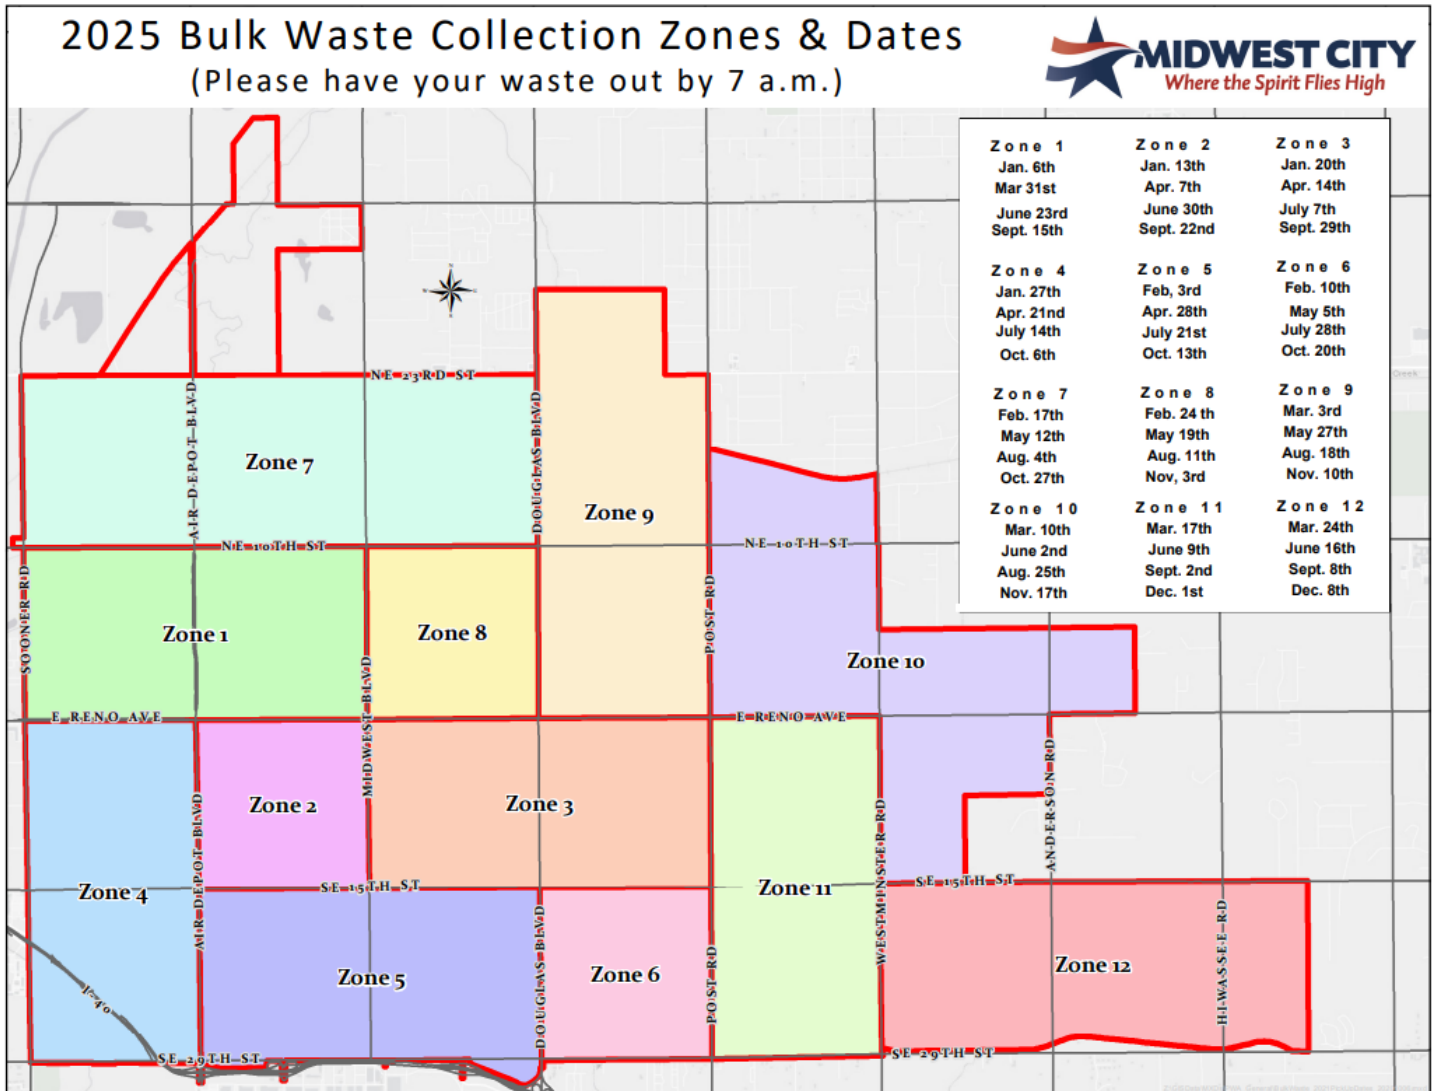 2025 Bulk Waste Collection Zones & Dates
(Please have your waste out by 7 a.m.)
MIDWEST CITY
Where the Spirit Flies High
Zone 1
Jan. 6th
Mar 31st
June 23rd
Sept. 15th
Zone 2
Jan. 13th
Apr. 7th
June 30th
Sept. 22nd
Zone 3
Jan. 20th
Apr. 14th
July 7th
Sept. 29th
Zone 4
Jan. 27th
Apr. 21nd
July 14th
Oct. 6th
Zone 5
Feb, 3rd
Apr. 28th
July 21st
Oct. 13th
Zone 6
Feb. 10th
May 5th
July 28th
Oct. 20th
Zone 7
Feb. 17th
May 12th
Aug. 4th
Oct. 27th
Zone 8
Feb. 24 th
May 19th
Aug. 11th
Nov, 3rd
Zone 9
Mar. 3rd
May 27th
Aug. 18th
Nov. 10th
Zone 10
Mar. 10th
June 2nd
Aug. 25th
Nov. 17th
Zone 11
Mar. 17th
June 9th
Sept. 2nd
Dec. 1st
Zone 12
Mar. 24th
June 16th
Sept. 8th
Dec. 8th
NE 23RD ST
Creek
AIR DEPOT BLVD
DOUGLAS BLVD
Zone 7
Zone 9
NE 10TH ST
NE 10TH ST
SOONER RD
POST RD
Zone 1
Zone 8
Zone 10
MIDWEST BLVD
E RENO AVE
E RENO AVE
ANDERSON RD
Zone 2
Zone 3
AIR DEPOT BLVD
WESTMINSTER RD
Zone 4
SE 15TH ST
Zone 11
SE 15TH ST
DOUGLAS BLVD
POST RD
HIWASSEE RD
Zone 5
Zone 6
Zone 12
I-40
SE 29TH ST
SE 29TH ST